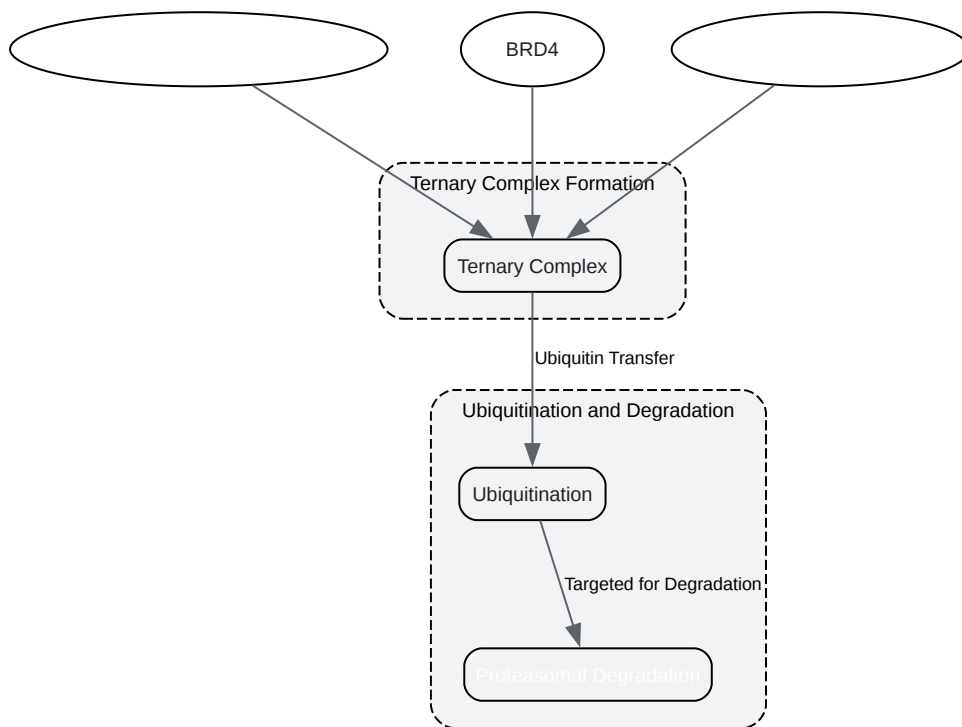 BRD4
Ternary Complex Formation
Ternary Complex
Ubiquitin Transfer
Ubiquitination and Degradation
Ubiquitination
Targeted for Degradation
Proteasomal Degradation